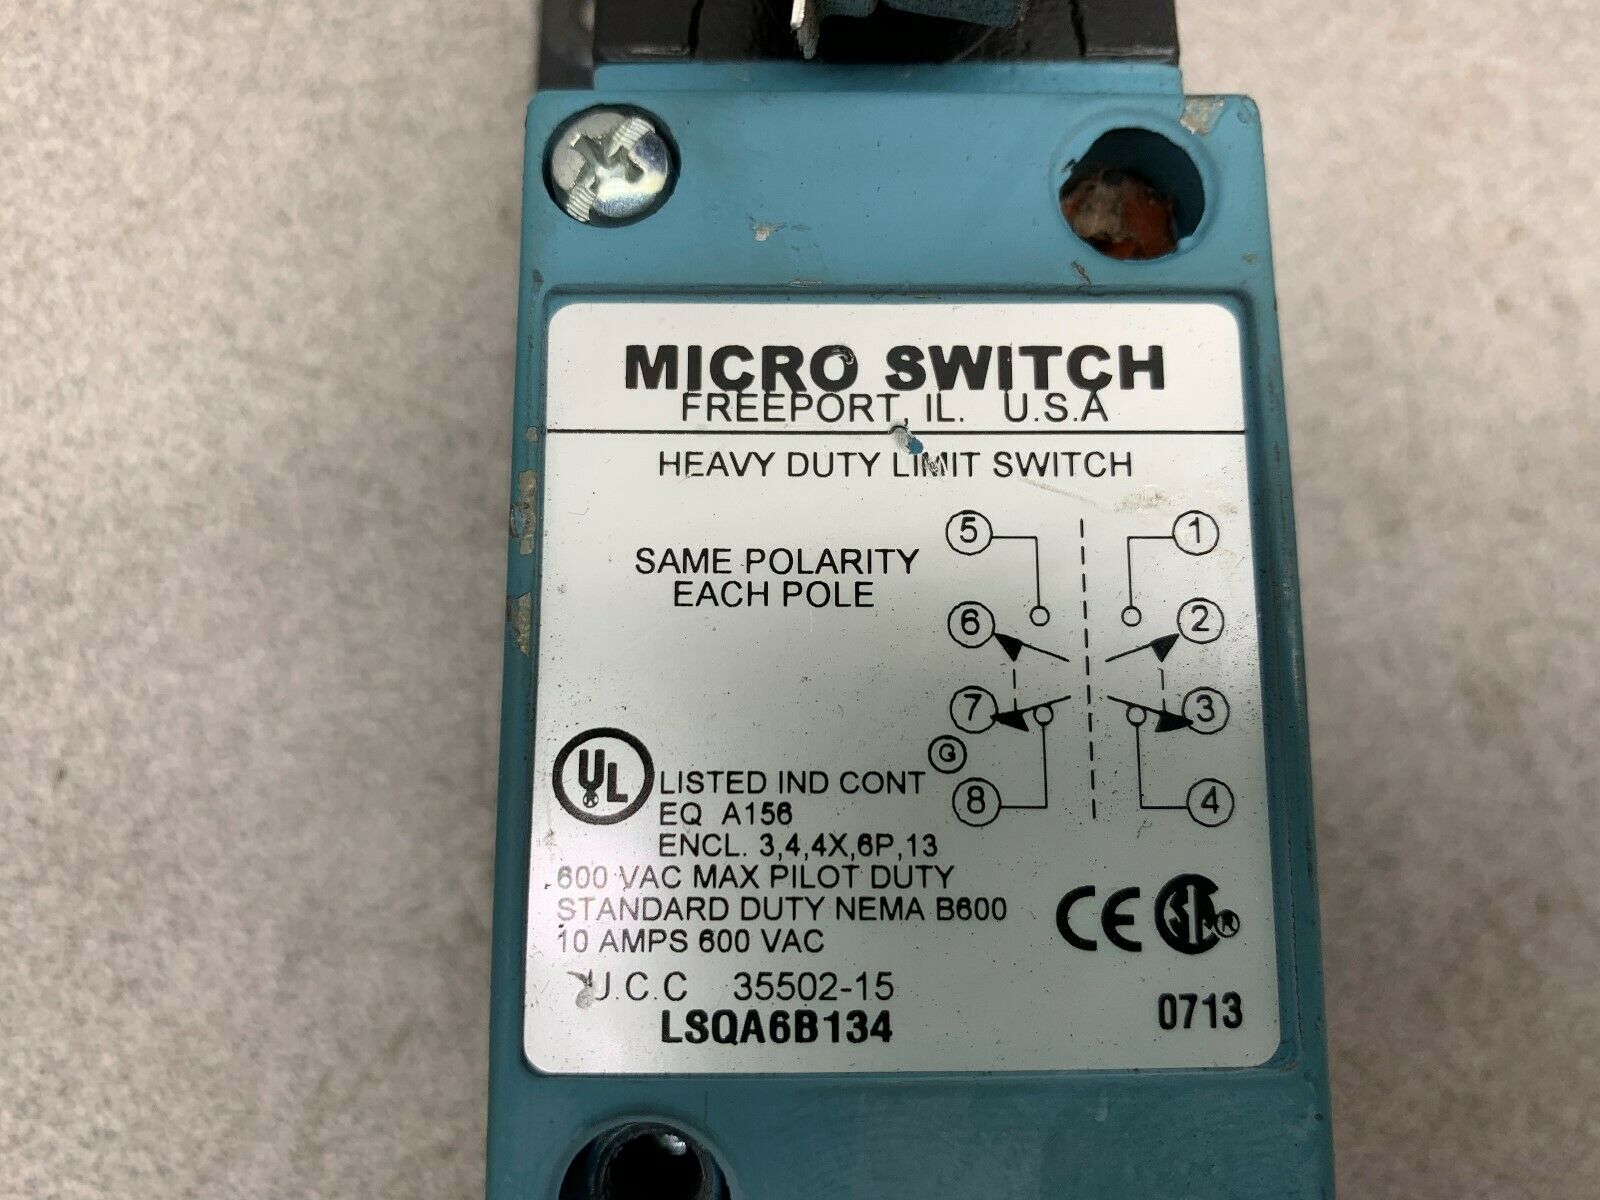 MICRO SWITCH
FREEPORT, IL. U.S.A
HEAVY DUTY LIMIT SWITCH
SAME POLARITY
EACH POLE
5 1
6 2
7 3
G
8 4
UL
LISTED IND CONT
EQ A156
ENCL. 3,4,4X,6P,13
600 VAC MAX PILOT DUTY
STANDARD DUTY NEMA B600
10 AMPS 600 VAC
CE SA ®
U.C.C 35502-15
LSQA6B134
0713